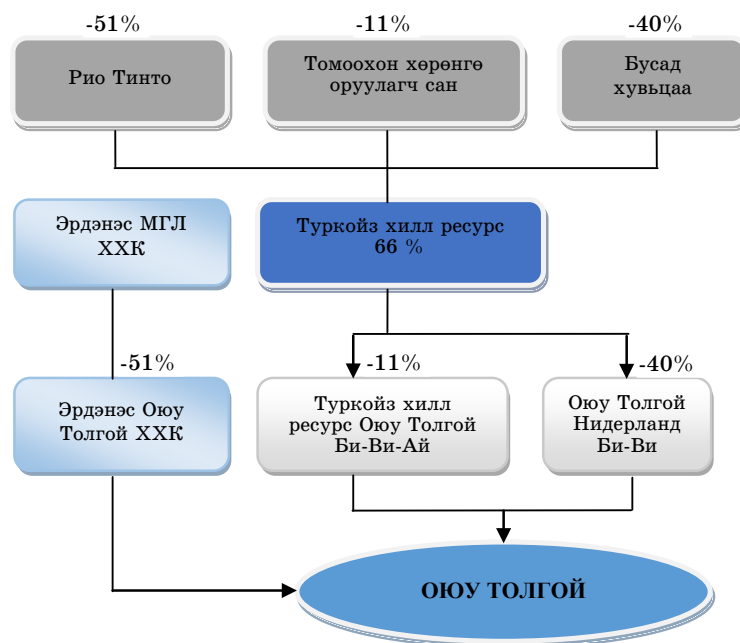 -51%
-11%
-40%
Рио Тинто
Томоохон хөрөнгө
оруулагч сан
Бусад
хувьцаа
Эрдэнэс МГЛ
ХХК
Туркойз хилл ресурс
66 %
-51%
-11%
-40%
Эрдэнэс Оюу
Толгой ХХК
Туркойз хилл
ресурс Оюу Толгой
Би-Ви-Ай
Оюу Толгой
Нидерланд
Би-Ви
ОЮУ ТОЛГОЙ